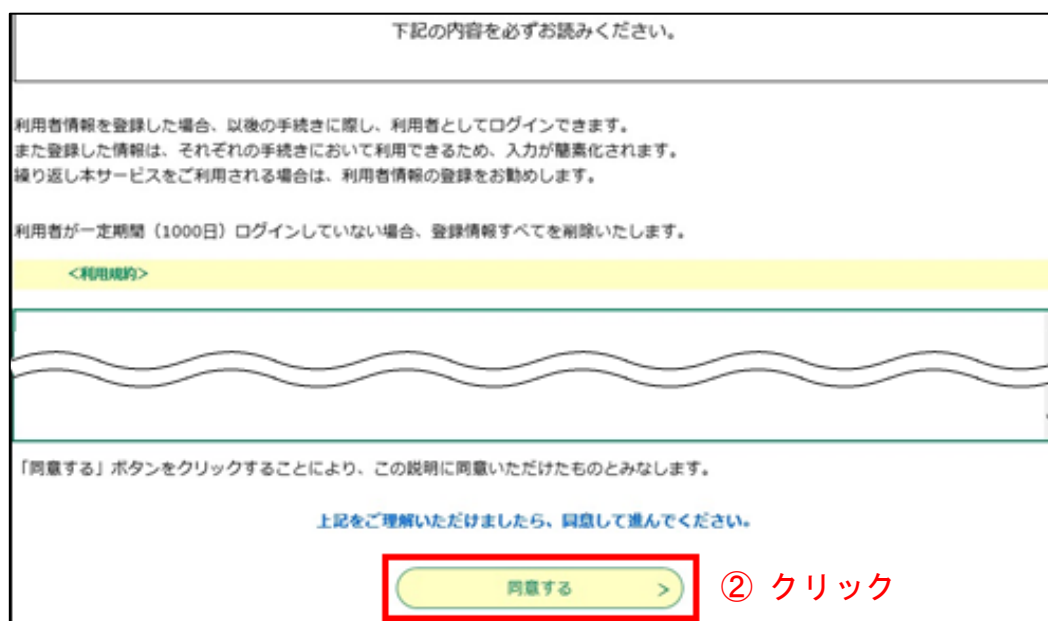 下記の内容を必ずお読みください。
利用者情報を登録した場合、以後の手続きに際し、利用者としてログインできます。
また登録した情報は、それぞれの手続きにおいて利用できるため、入力が簡素化されます。
繰り返し本サービスをご利用される場合は、利用者情報の登録をお勧めします。
利用者が一定期間（1000日）ログインしていない場合、登録情報すべてを削除いたします。
<利用規約>
「同意する」ボタンをクリックすることにより、この説明に同意いただけたものとみなします。
上記をご理解いただけましたら、同意して進んでください。
同意する > ② クリック